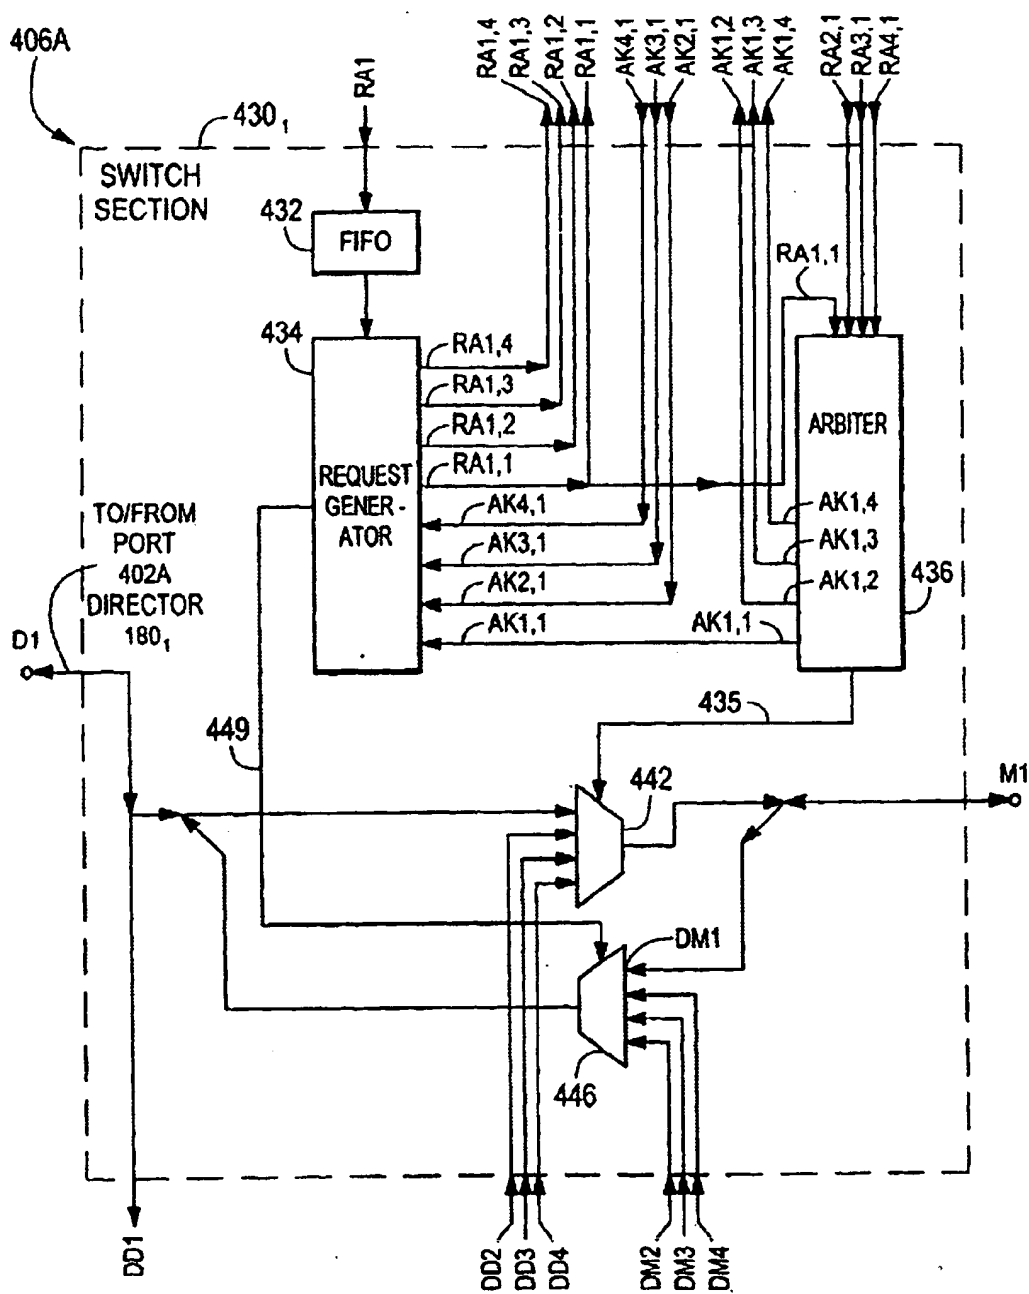 406A
RA1
RA1,4
RA1,3
RA1,2
RA1,1
AK4,1
AK3,1
AK2,1
AK1,2
AK1,3
AK1,4
RA2,1
RA3,1
RA4,1
430₁
SWITCH
SECTION
432
FIFO
RA1,1
434
RA1,4
RA1,3
RA1,2
RA1,1
REQUEST
GENER-
ATOR
ARBITER
AK4,1
AK3,1
AK2,1
AK1,1
AK1,4
AK1,3
AK1,2
AK1,1
436
TO/FROM
PORT
402A
DIRECTOR
180₁
D1
435
449
442
M1
DM1
446
DD1
DD2
DD3
DD4
DM2
DM3
DM4